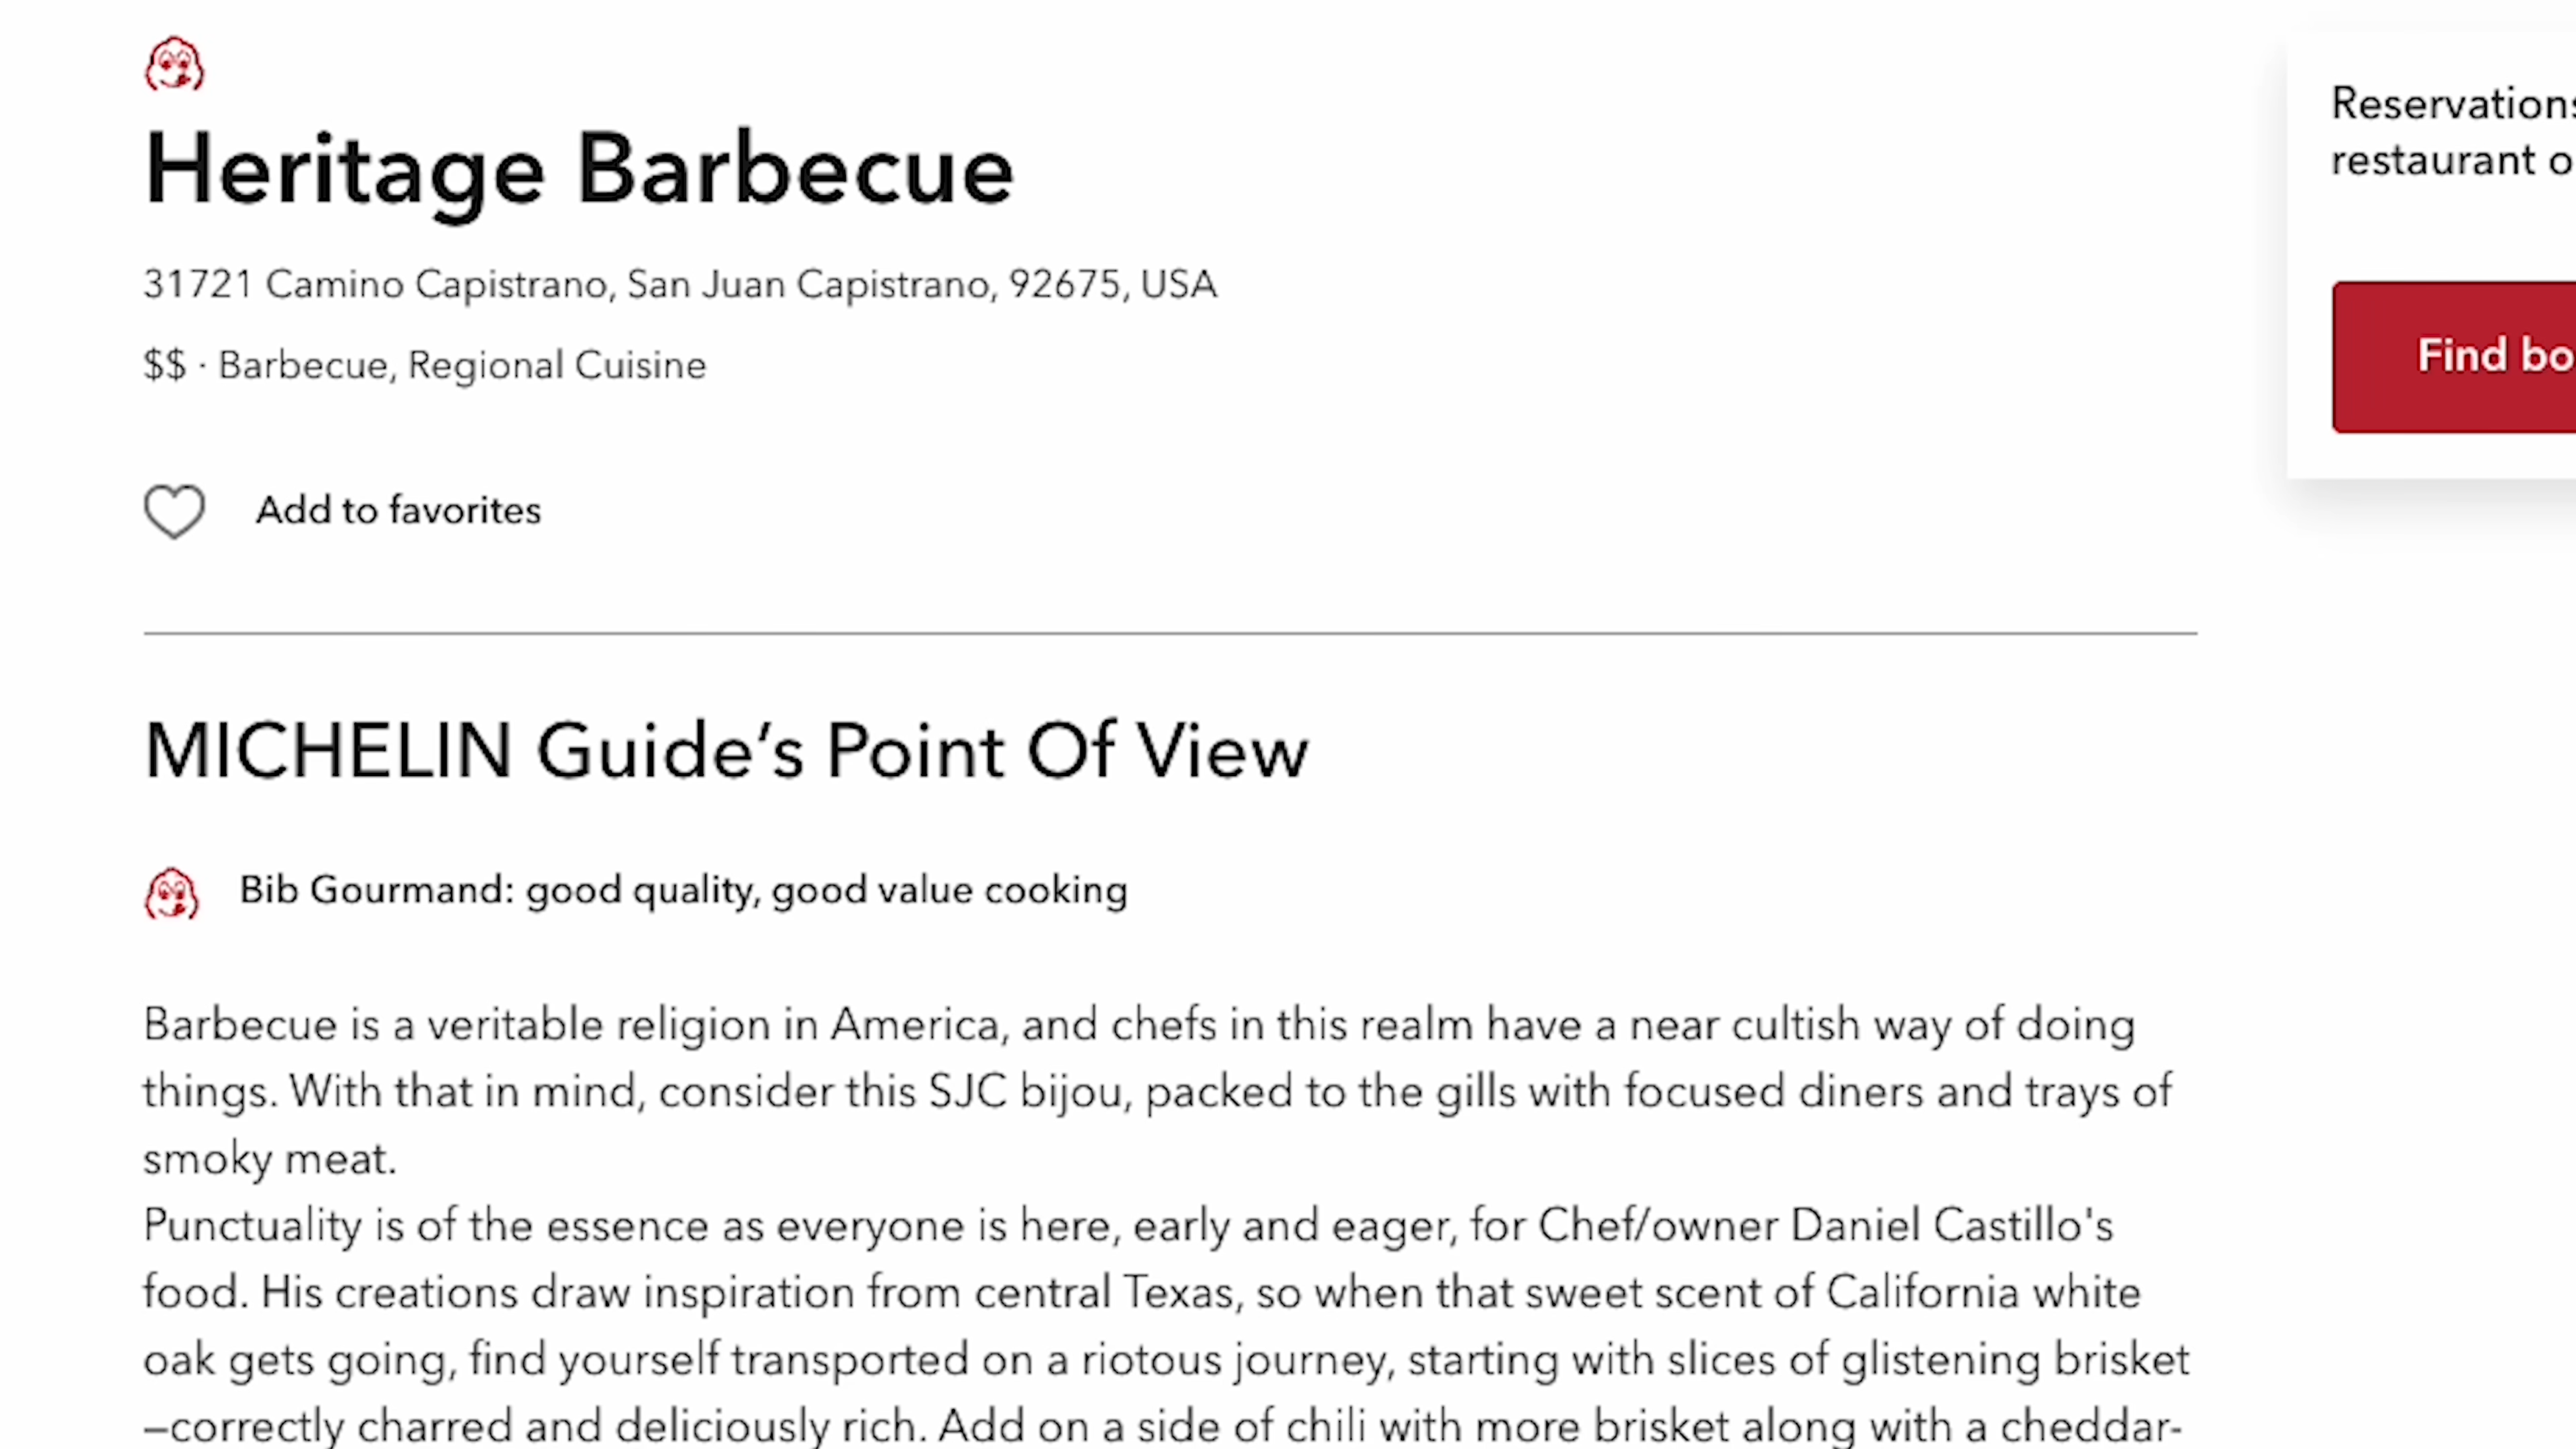 Heritage Barbecue
31721 Camino Capistrano, San Juan Capistrano, 92675, USA
$$ · Barbecue, Regional Cuisine
Add to favorites
Reservations
restaurant o
Find bo
MICHELIN Guide’s Point Of View
Bib Gourmand: good quality, good value cooking
Barbecue is a veritable religion in America, and chefs in this realm have a near cultish way of doing
things. With that in mind, consider this SJC bijou, packed to the gills with focused diners and trays of
smoky meat.
Punctuality is of the essence as everyone is here, early and eager, for Chef/owner Daniel Castillo's
food. His creations draw inspiration from central Texas, so when that sweet scent of California white
oak gets going, find yourself transported on a riotous journey, starting with slices of glistening brisket
—correctly charred and deliciously rich. Add on a side of chili with more brisket along with a cheddar-